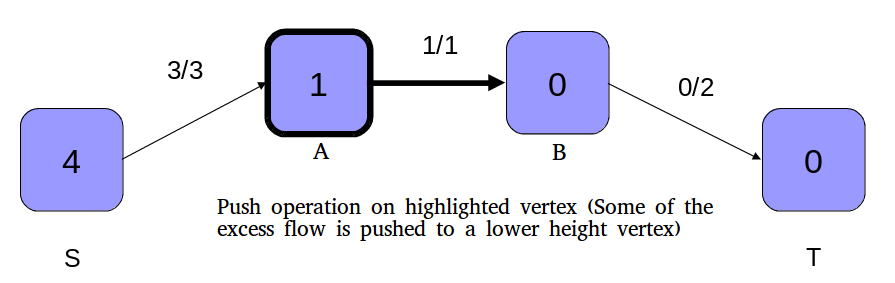 1/1
3/3
1
0
0/2
4
0
A
B
Push operation on highlighted vertex (Some of the
excess flow is pushed to a lower height vertex)
S
T